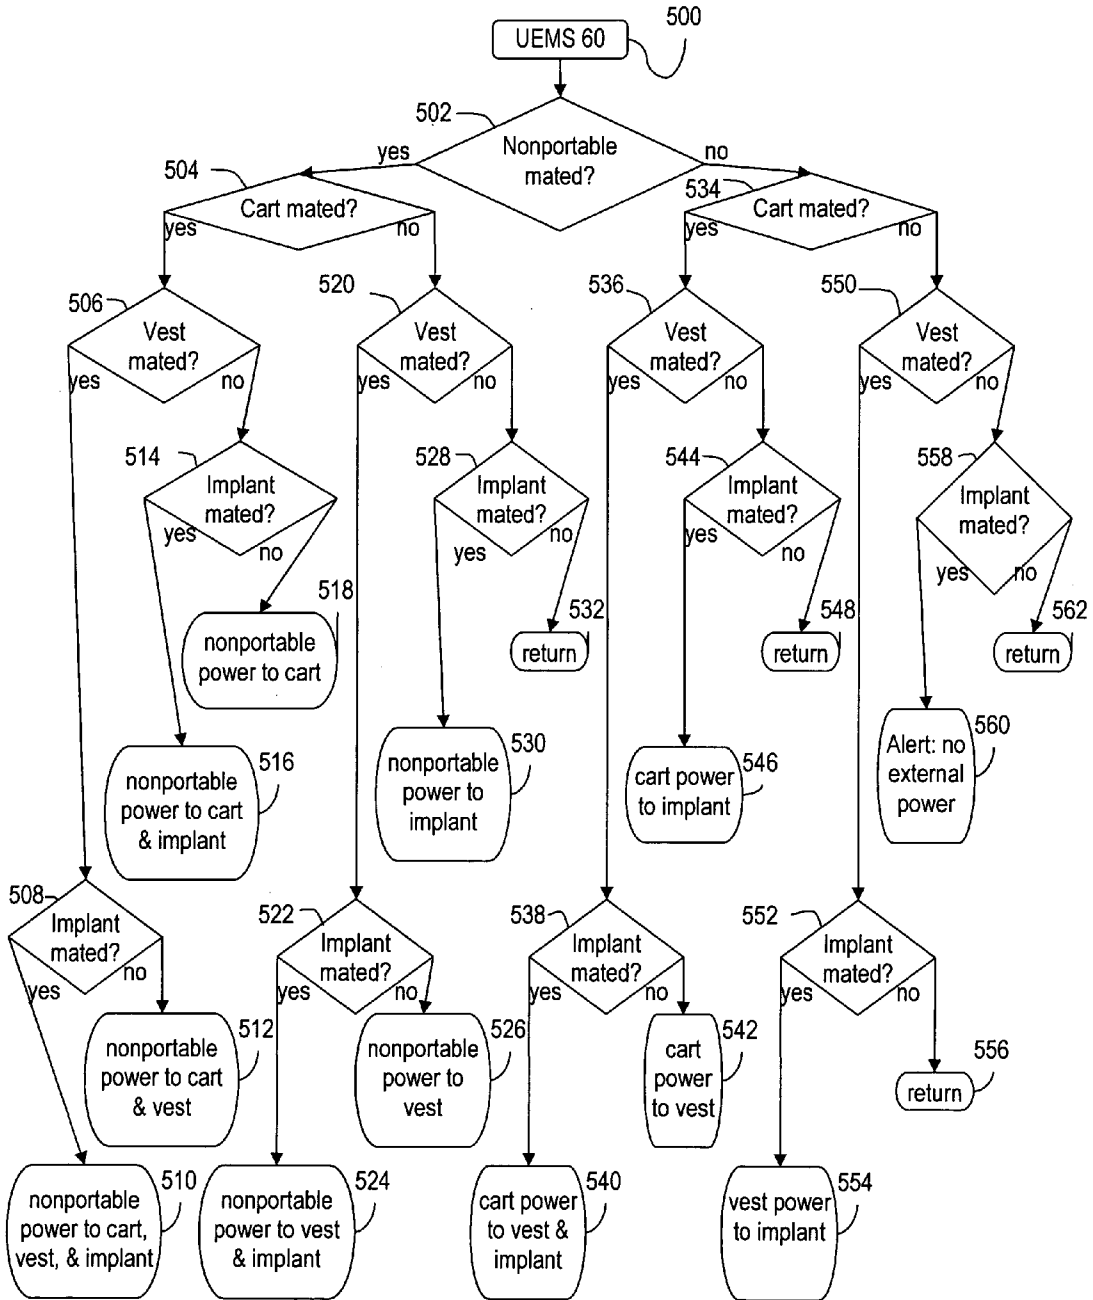 500
UEMS 60
502
Nonportable
mated?
yes
no
504
Cart mated?
yes
no
534
Cart mated?
yes
no
506
Vest
mated?
yes
no
520
Vest
mated?
yes
no
536
Vest
mated?
yes
no
550
Vest
mated?
yes
no
514
Implant
mated?
yes
no
528
Implant
mated?
yes
no
544
Implant
mated?
yes
no
558
Implant
mated?
yes
no
518
nonportable
power to cart
532
return
548
return
562
return
516
nonportable
power to cart
& implant
530
nonportable
power to
implant
546
cart power
to implant
560
Alert: no
external
power
508
Implant
mated?
yes
no
522
Implant
mated?
yes
no
538
Implant
mated?
yes
no
552
Implant
mated?
yes
no
512
nonportable
power to cart
& vest
526
nonportable
power to
vest
542
cart
power
to vest
556
return
510
nonportable
power to cart,
vest, & implant
524
nonportable
power to vest
& implant
540
cart power
to vest &
implant
554
vest power
to implant